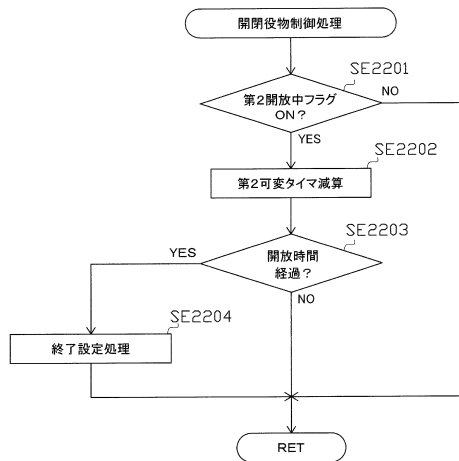 開閉役物制御処理
SE2201
第2開放中フラグ
ON？
NO
YES
SE2202
第2可変タイマ減算
SE2203
開放時間
経過？
YES
NO
SE2204
終了設定処理
RET